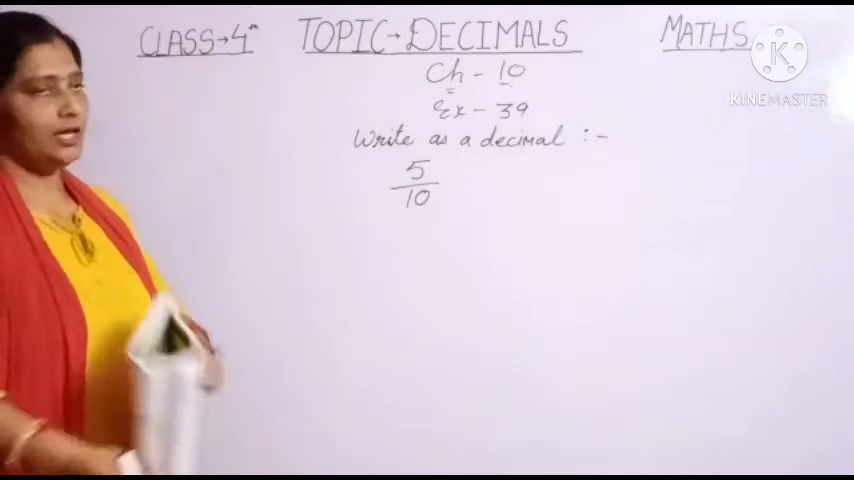 CLASS→4th TOPIC→DECIMALS MATHS
Ch - 10
Ex - 39
Write as a decimal :-
5
10
KINEMASTER